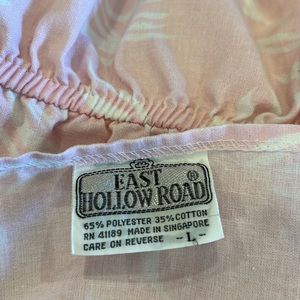 EAST
HOLLOW ROAD ®
65% POLYESTER 35% COTTON
RN 41189 MADE IN SINGAPORE
CARE ON REVERSE - L -